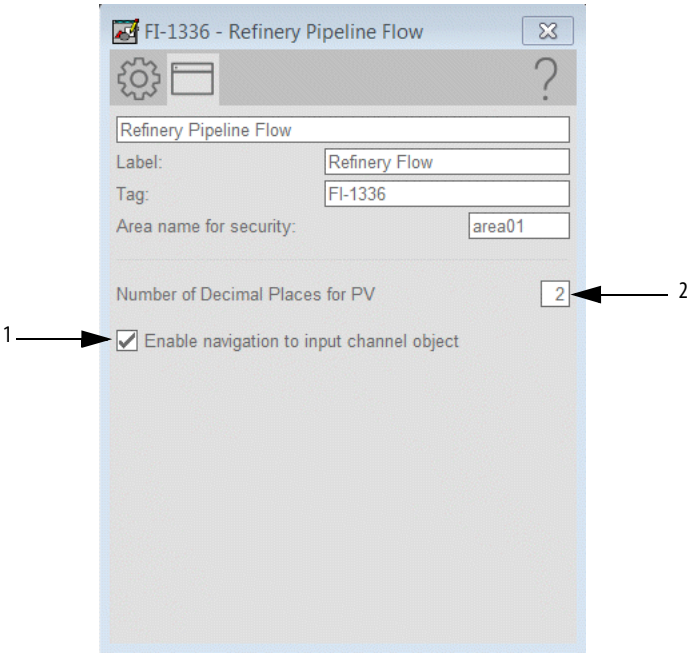 FI-1336 - Refinery Pipeline Flow
?
Refinery Pipeline Flow
Label: Refinery Flow
Tag: FI-1336
Area name for security: area01
Number of Decimal Places for PV 2
2
1
Enable navigation to input channel object